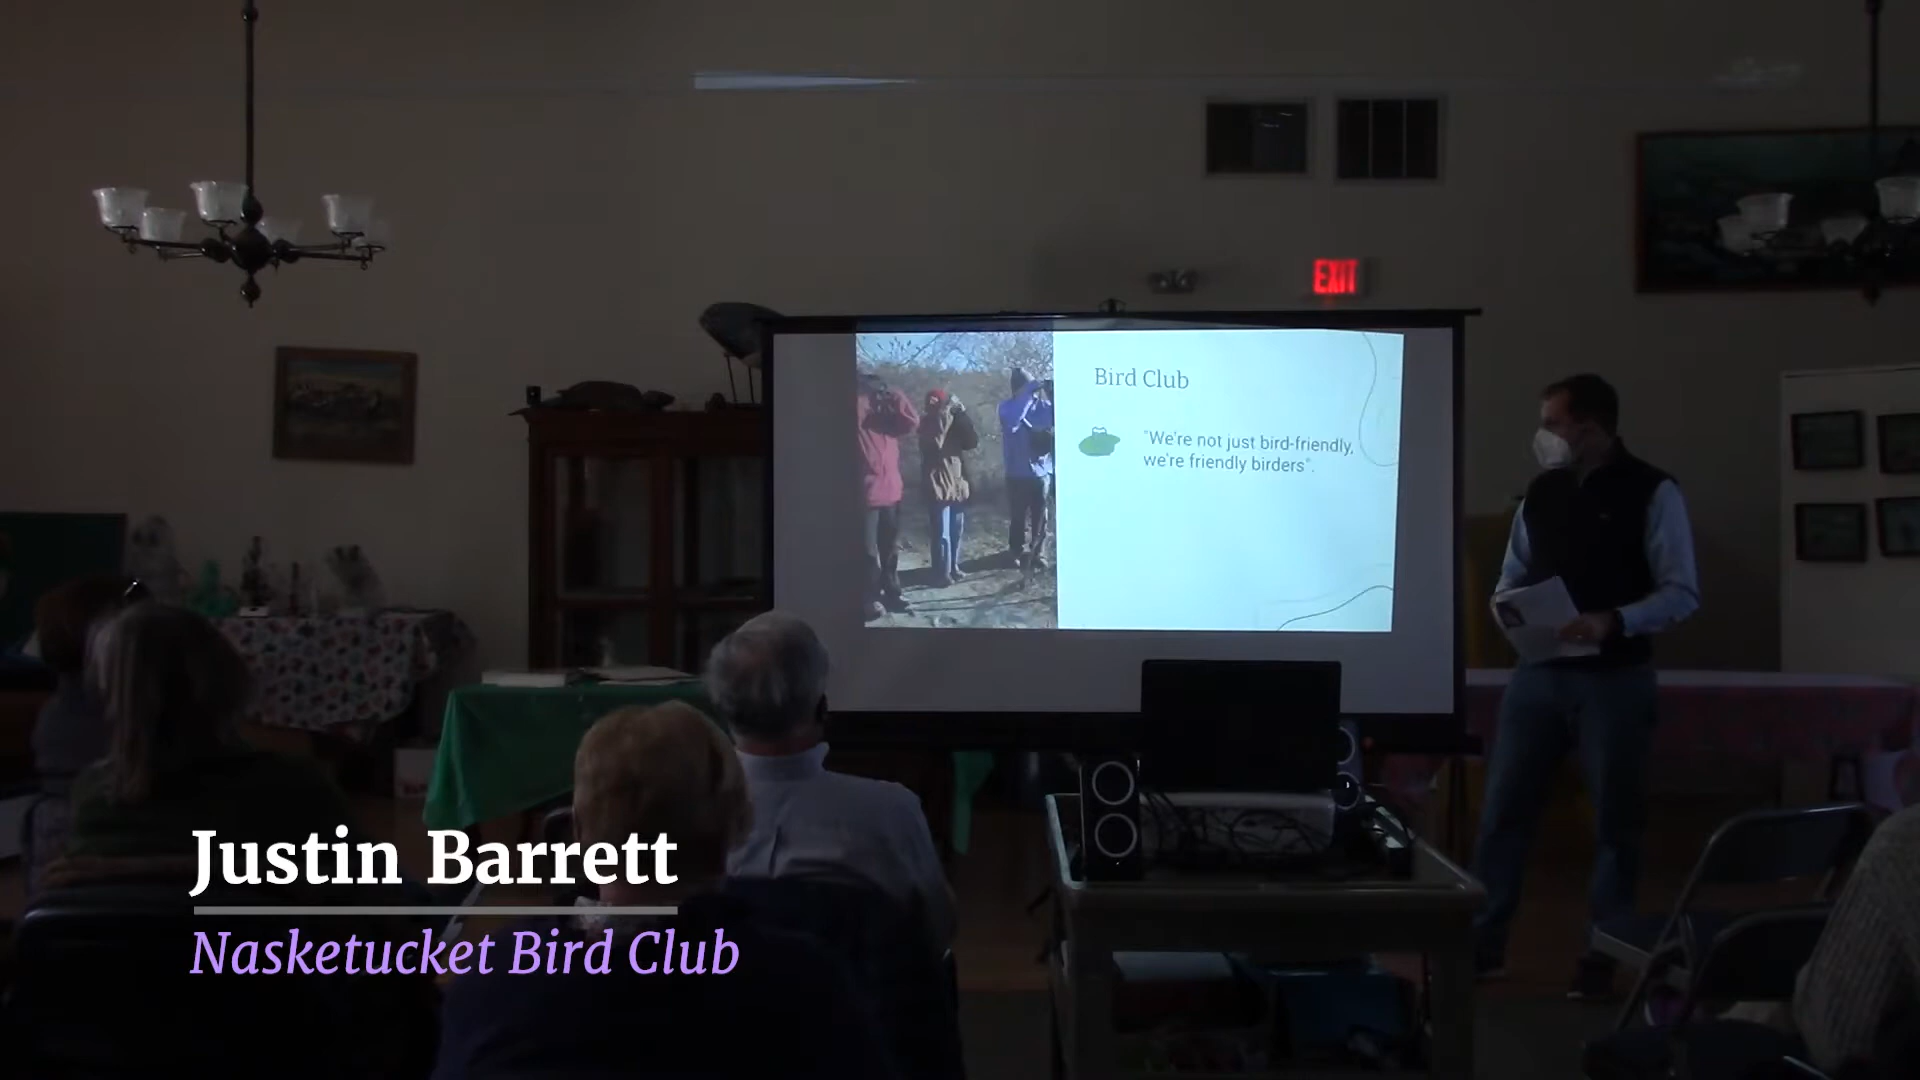 EXIT
Bird Club
"We're not just bird-friendly,
we're friendly birders".
Justin Barrett
Nasketucket Bird Club